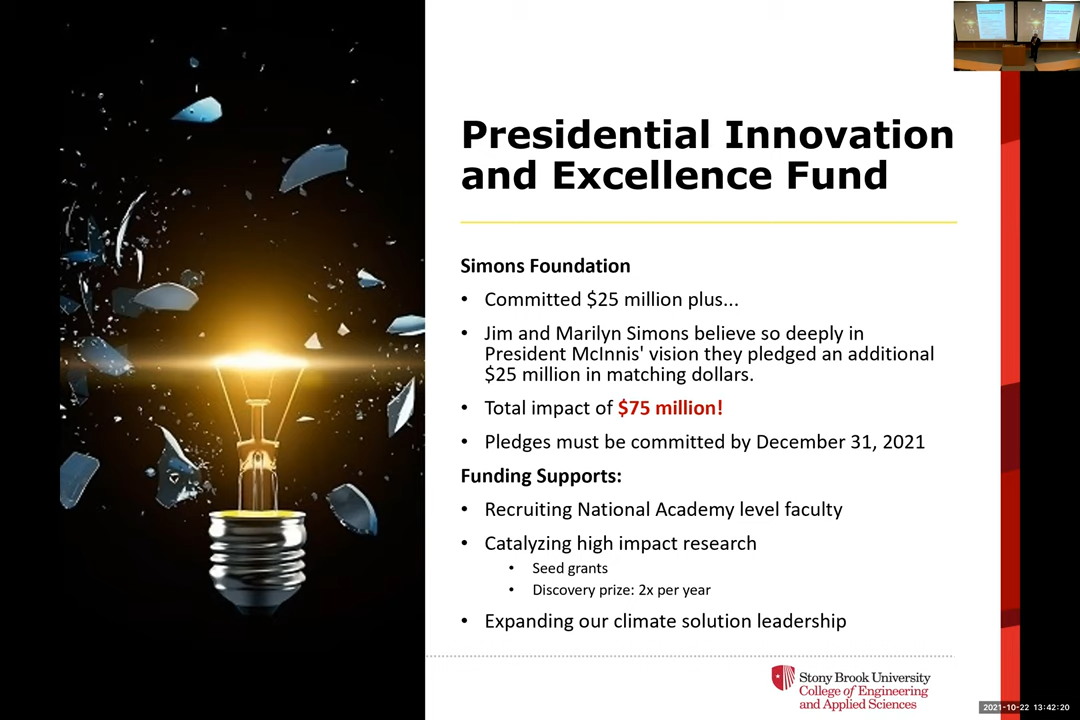 Presidential Innovation
and Excellence Fund
Simons Foundation
• Committed $25 million plus...
• Jim and Marilyn Simons believe so deeply in
President McInnis' vision they pledged an additional
$25 million in matching dollars.
• Total impact of $75 million!
• Pledges must be committed by December 31, 2021
Funding Supports:
• Recruiting National Academy level faculty
• Catalyzing high impact research
• Seed grants
• Discovery prize: 2x per year
• Expanding our climate solution leadership
Stony Brook University
College of Engineering
and Applied Sciences
2021-10-22 13:42:20